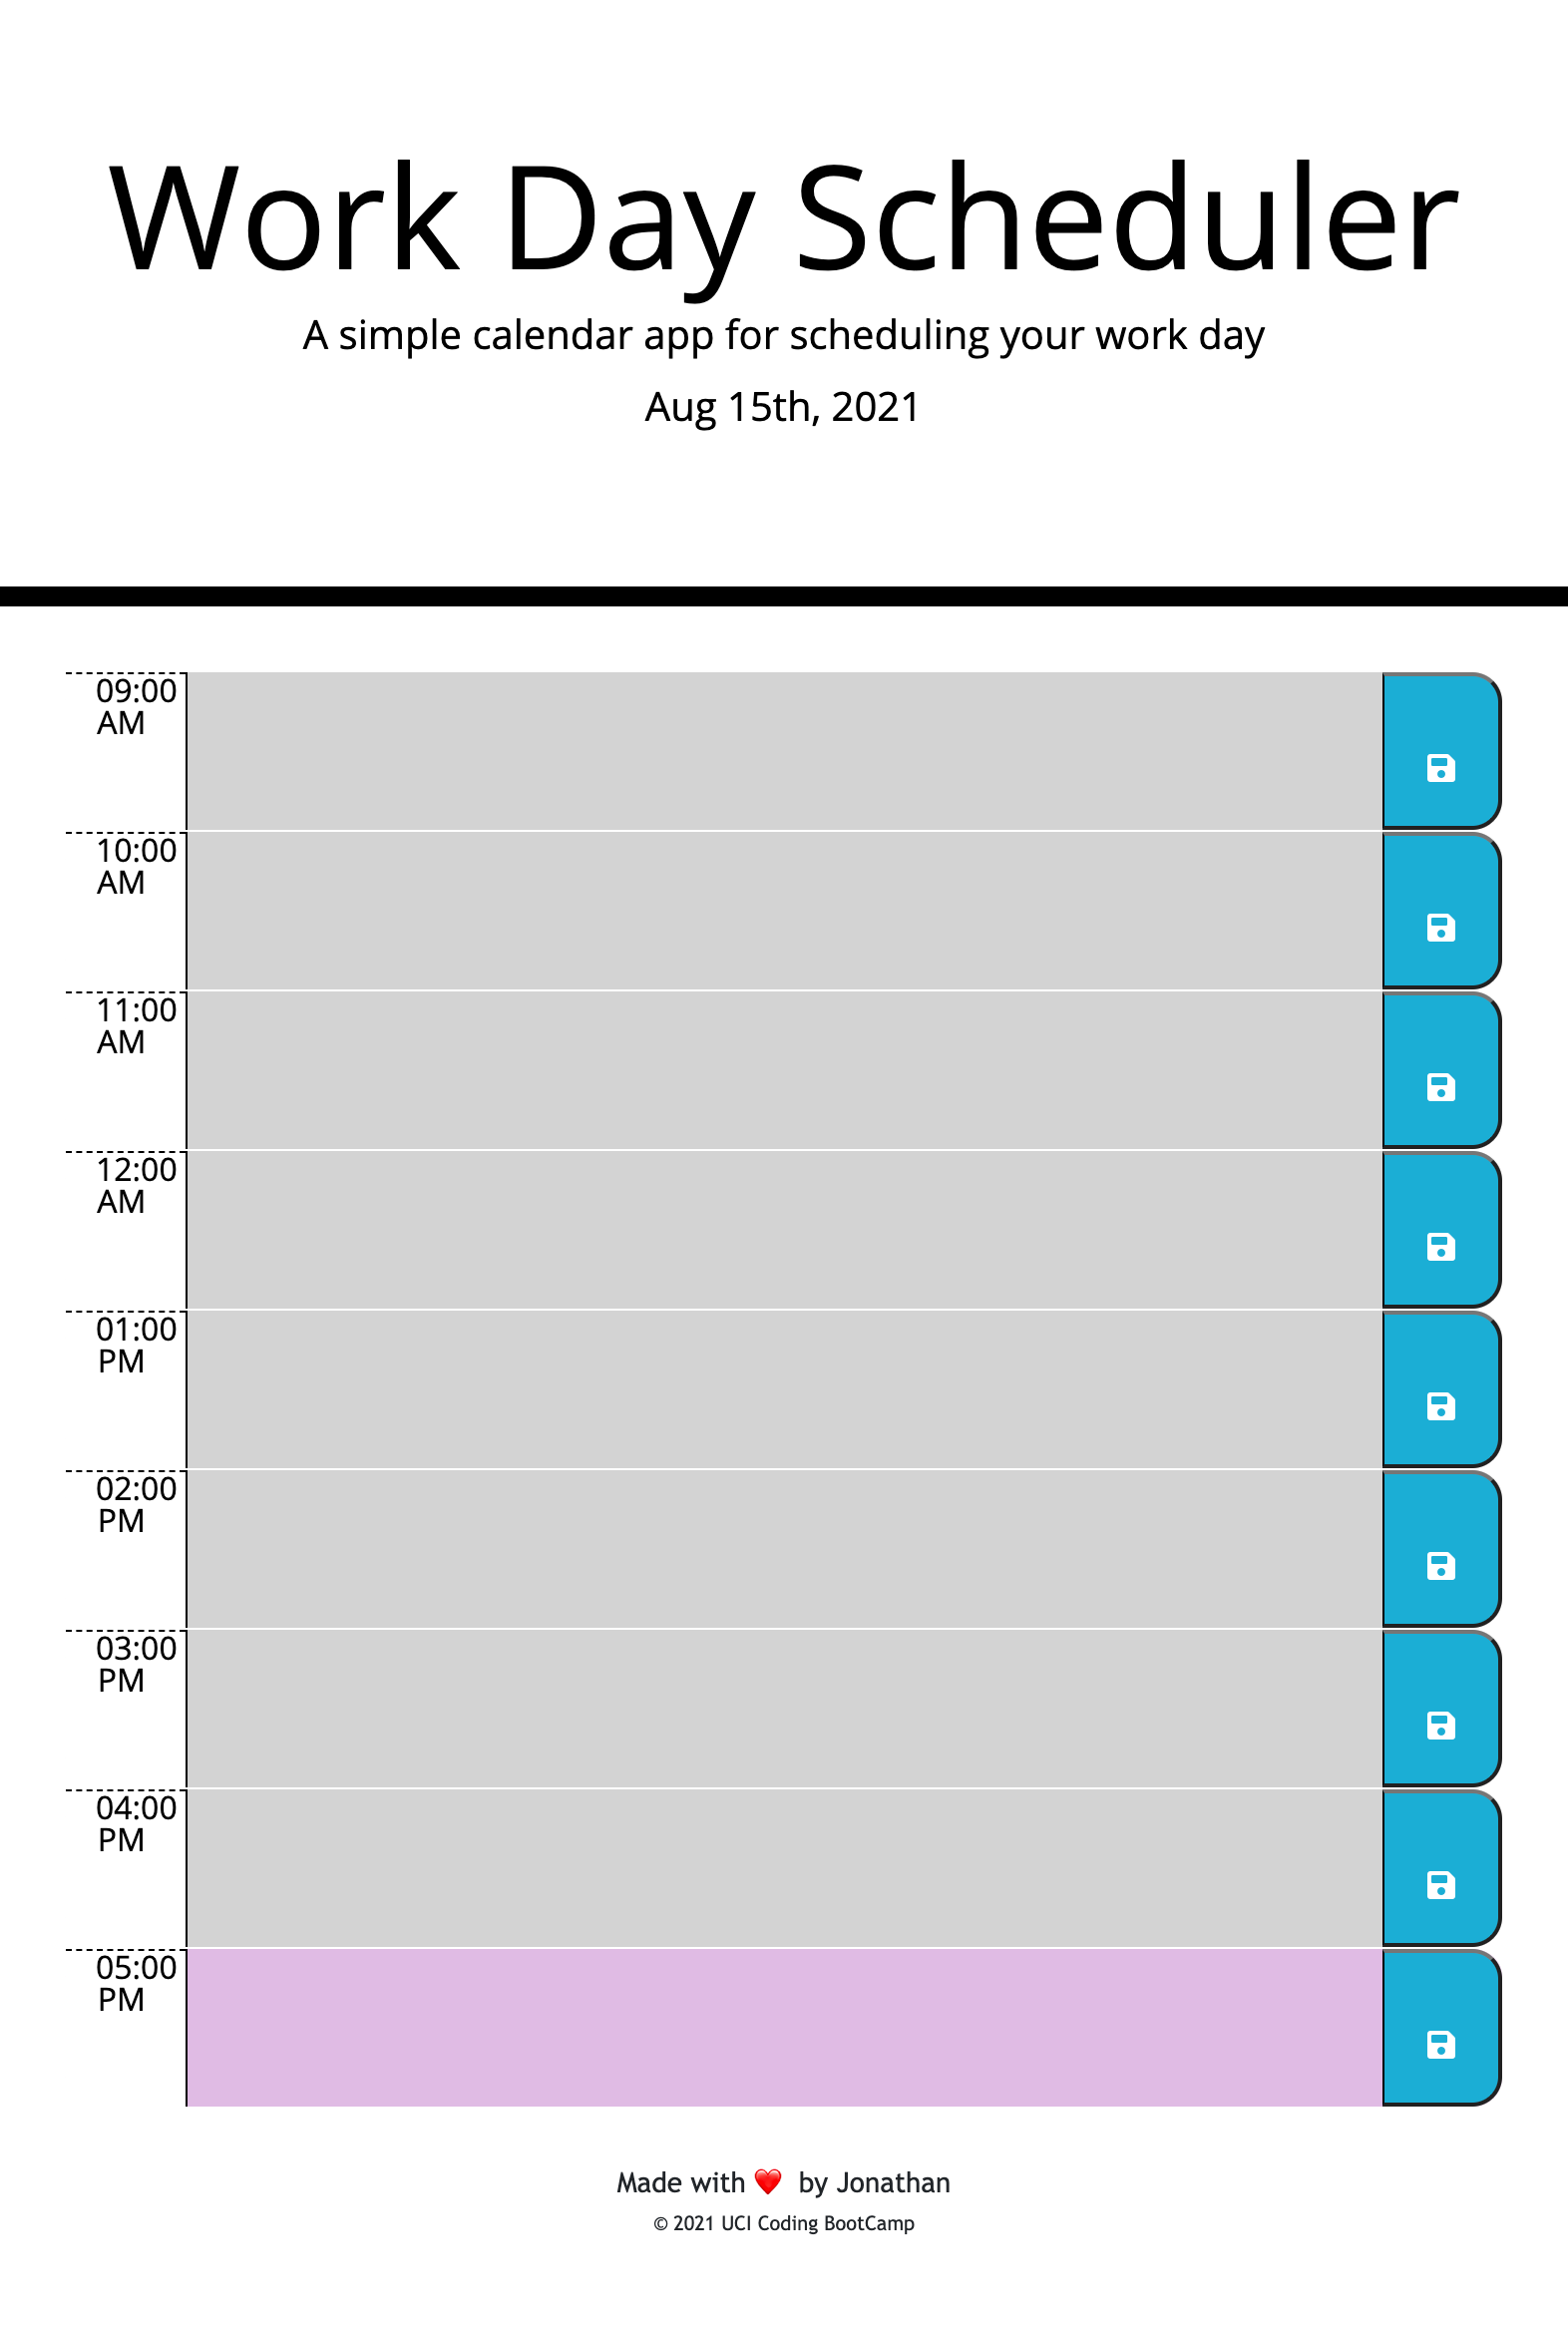 Work Day Scheduler
A simple calendar app for scheduling your work day
Aug 15th, 2021
09:00
AM
10:00
AM
11:00
AM
12:00
AM
01:00
PM
02:00
PM
03:00
PM
04:00
PM
05:00
PM
Made with ❤️ by Jonathan
© 2021 UCI Coding BootCamp